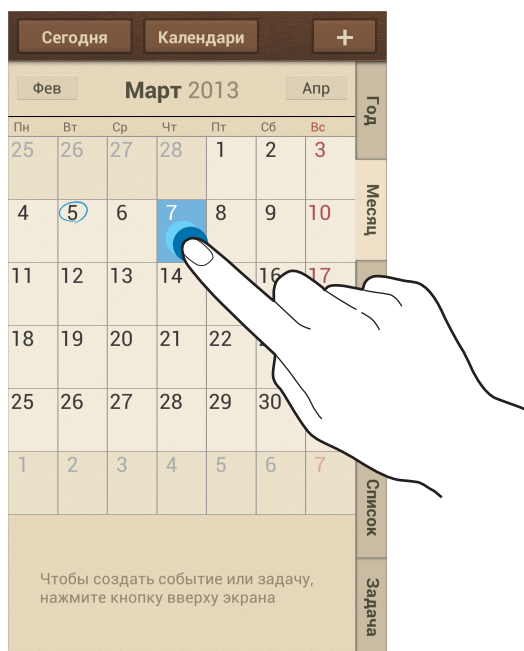 Сегодня Календари +
Фев Март 2013 Апр
Пн Вт Ср Чт Пт Сб Вс
25 26 27 28 1 2 3
4 5 6 7 8 9 10
11 12 13 14 16 17
18 19 20 21 22
25 26 27 28 29 30
1 2 3 4 5 6 7
Чтобы создать событие или задачу,
нажмите кнопку вверху экрана
Год
Месяц
Список
Задача